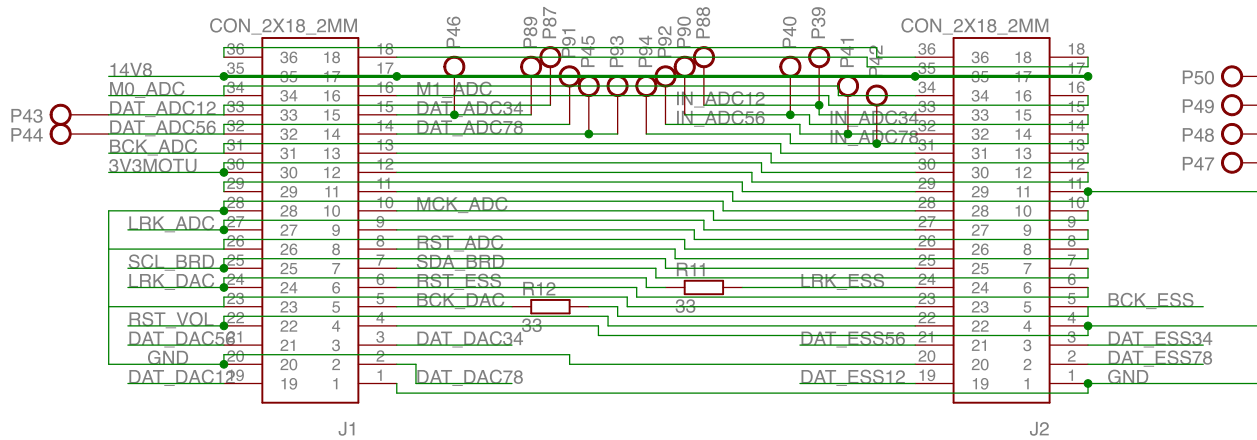 CON_2X18_2MM
CON_2X18_2MM
P46
P89
P87
P91
P45
P93
P94
P92
P90
P88
P40
P39
P41
P42
36 36 18 18
36 36 18 18
14V8
35 35 17 17
35 35 17 17
P50
M0_ADC
34 34 16 16
M1_ADC
IN_ADC12
34 34 16 16
P43
DAT_ADC12
33 33 15 15
DAT_ADC34
IN_ADC56
IN_ADC34
33 33 15 15
P49
P44
DAT_ADC56
32 32 14 14
DAT_ADC78
IN_ADC78
32 32 14 14
P48
BCK_ADC
31 31 13 13
31 31 13 13
P47
3V3MOTU
30 30 12 12
30 30 12 12
29 29 11 11
29 29 11 11
28 28 10 10
MCK_ADC
28 28 10 10
LRK_ADC
27 27 9 9
27 27 9 9
26 26 8 8
RST_ADC
26 26 8 8
SCL_BRD
25 25 7 7
SDA_BRD
R11
25 25 7 7
LRK_DAC
24 24 6 6
RST_ESS
LRK_ESS
24 24 6 6
R12
33
23 23 5 5
BCK_DAC
23 23 5 5
BCK_ESS
33
RST_VOL
22 22 4 4
22 22 4 4
DAT_DAC56
21 21 3 3
DAT_DAC34
DAT_ESS56
21 21 3 3
DAT_ESS34
GND
20 20 2 2
20 20 2 2
DAT_ESS78
DAT_DAC12
19 19 1 1
DAT_DAC78
DAT_ESS12
19 19 1 1
GND
J1
J2